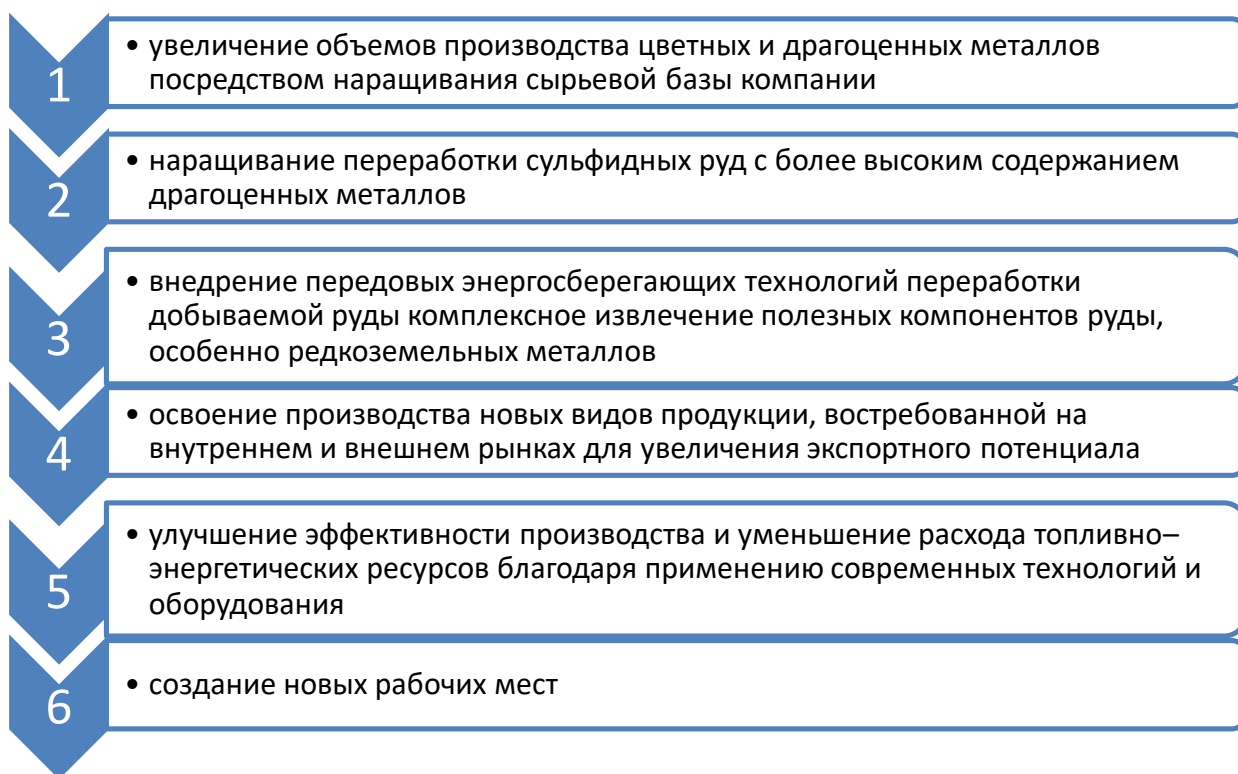 1
• увеличение объемов производства цветных и драгоценных металлов
посредством наращивания сырьевой базы компании
2
• наращивание переработки сульфидных руд с более высоким содержанием
драгоценных металлов
3
• внедрение передовых энергосберегающих технологий переработки
добываемой руды комплексное извлечение полезных компонентов руды,
особенно редкоземельных металлов
4
• освоение производства новых видов продукции, востребованной на
внутреннем и внешнем рынках для увеличения экспортного потенциала
5
• улучшение эффективности производства и уменьшение расхода топливно–
энергетических ресурсов благодаря применению современных технологий и
оборудования
6
• создание новых рабочих мест